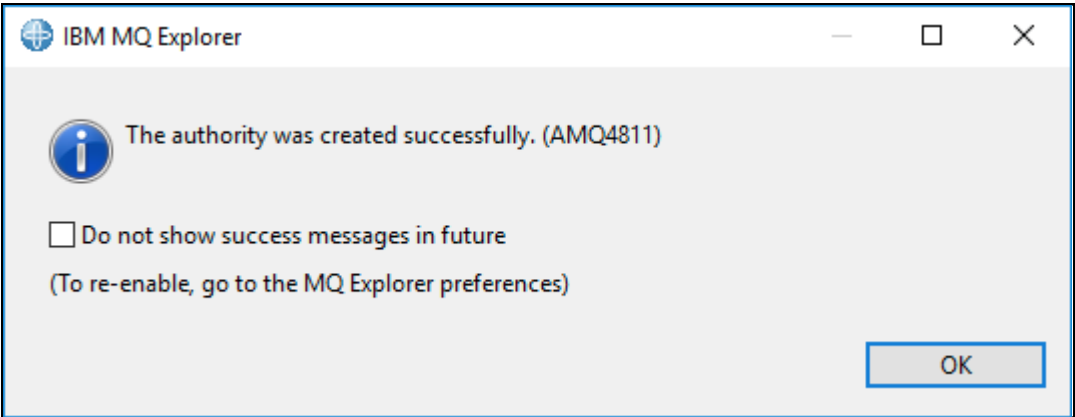 IBM MQ Explorer
The authority was created successfully. (AMQ4811)
Do not show success messages in future
(To re-enable, go to the MQ Explorer preferences)
OK